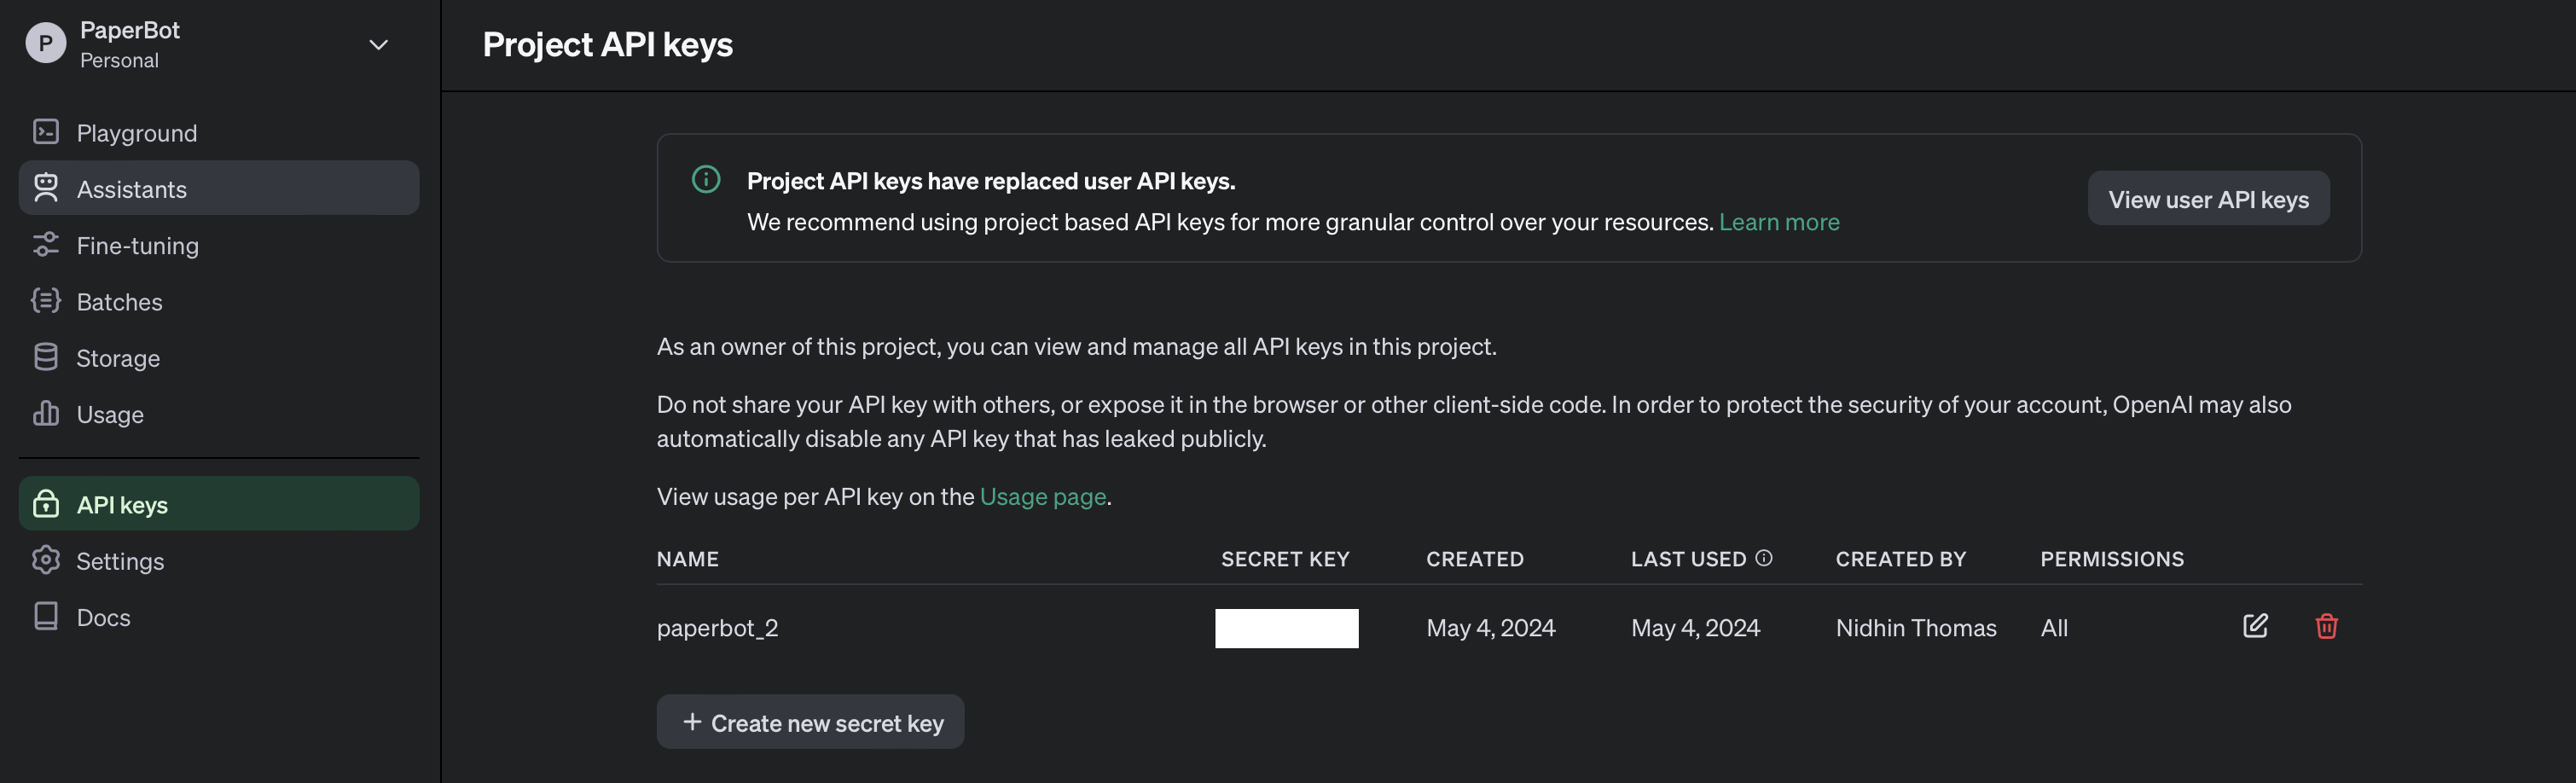 P
PaperBot
Personal
Playground
Assistants
Fine-tuning
Batches
Storage
Usage
API keys
Settings
Docs
Project API keys
Project API keys have replaced user API keys.
We recommend using project based API keys for more granular control over your resources. Learn more
View user API keys
As an owner of this project, you can view and manage all API keys in this project.
Do not share your API key with others, or expose it in the browser or other client-side code. In order to protect the security of your account, OpenAI may also
automatically disable any API key that has leaked publicly.
View usage per API key on the Usage page.
NAME SECRET KEY CREATED LAST USED CREATED BY PERMISSIONS
paperbot_2 May 4, 2024 May 4, 2024 Nidhin Thomas All
+ Create new secret key